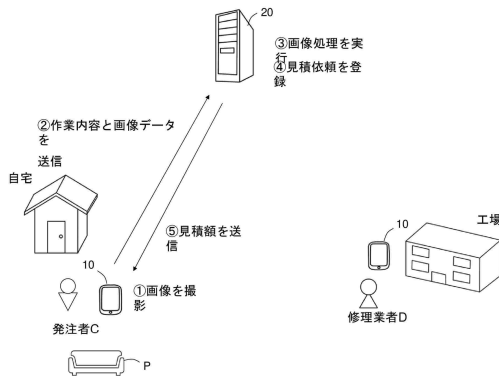 20
③画像処理を実
行
④見積依頼を登
録
②作業内容と画像データ
を
送信
自宅
⑤見積額を送
信
10
①画像を撮
影
発注者C
P
工場
10
修理業者D